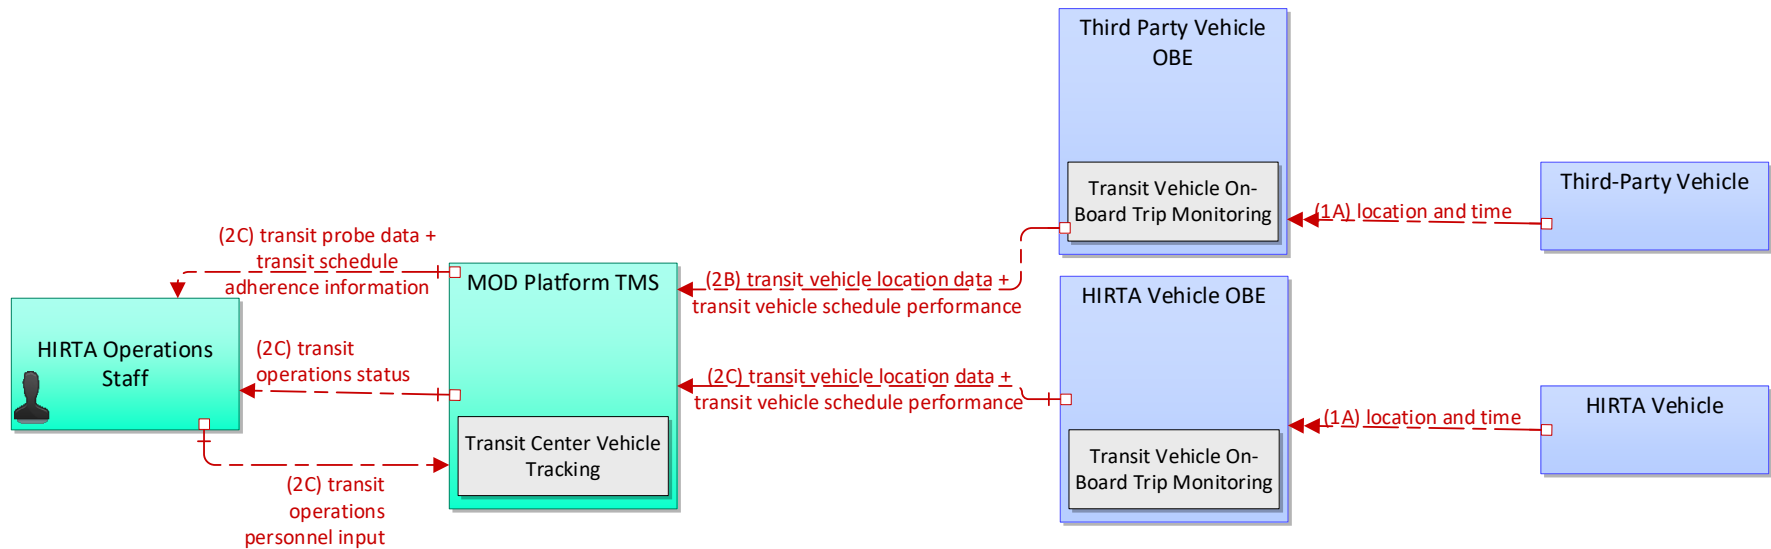 Third Party Vehicle
OBE
Transit Vehicle On-
Board Trip Monitoring
(1A) location and time
Third-Party Vehicle
(2C) transit probe data +
transit schedule
adherence information
MOD Platform TMS
(2B) transit vehicle location data +
transit vehicle schedule performance
HIRTA Vehicle OBE
HIRTA Operations
Staff
(2C) transit
operations status
(2C) transit vehicle location data +
transit vehicle schedule performance
(1A) location and time
HIRTA Vehicle
Transit Center Vehicle
Tracking
Transit Vehicle On-
Board Trip Monitoring
(2C) transit
operations
personnel input